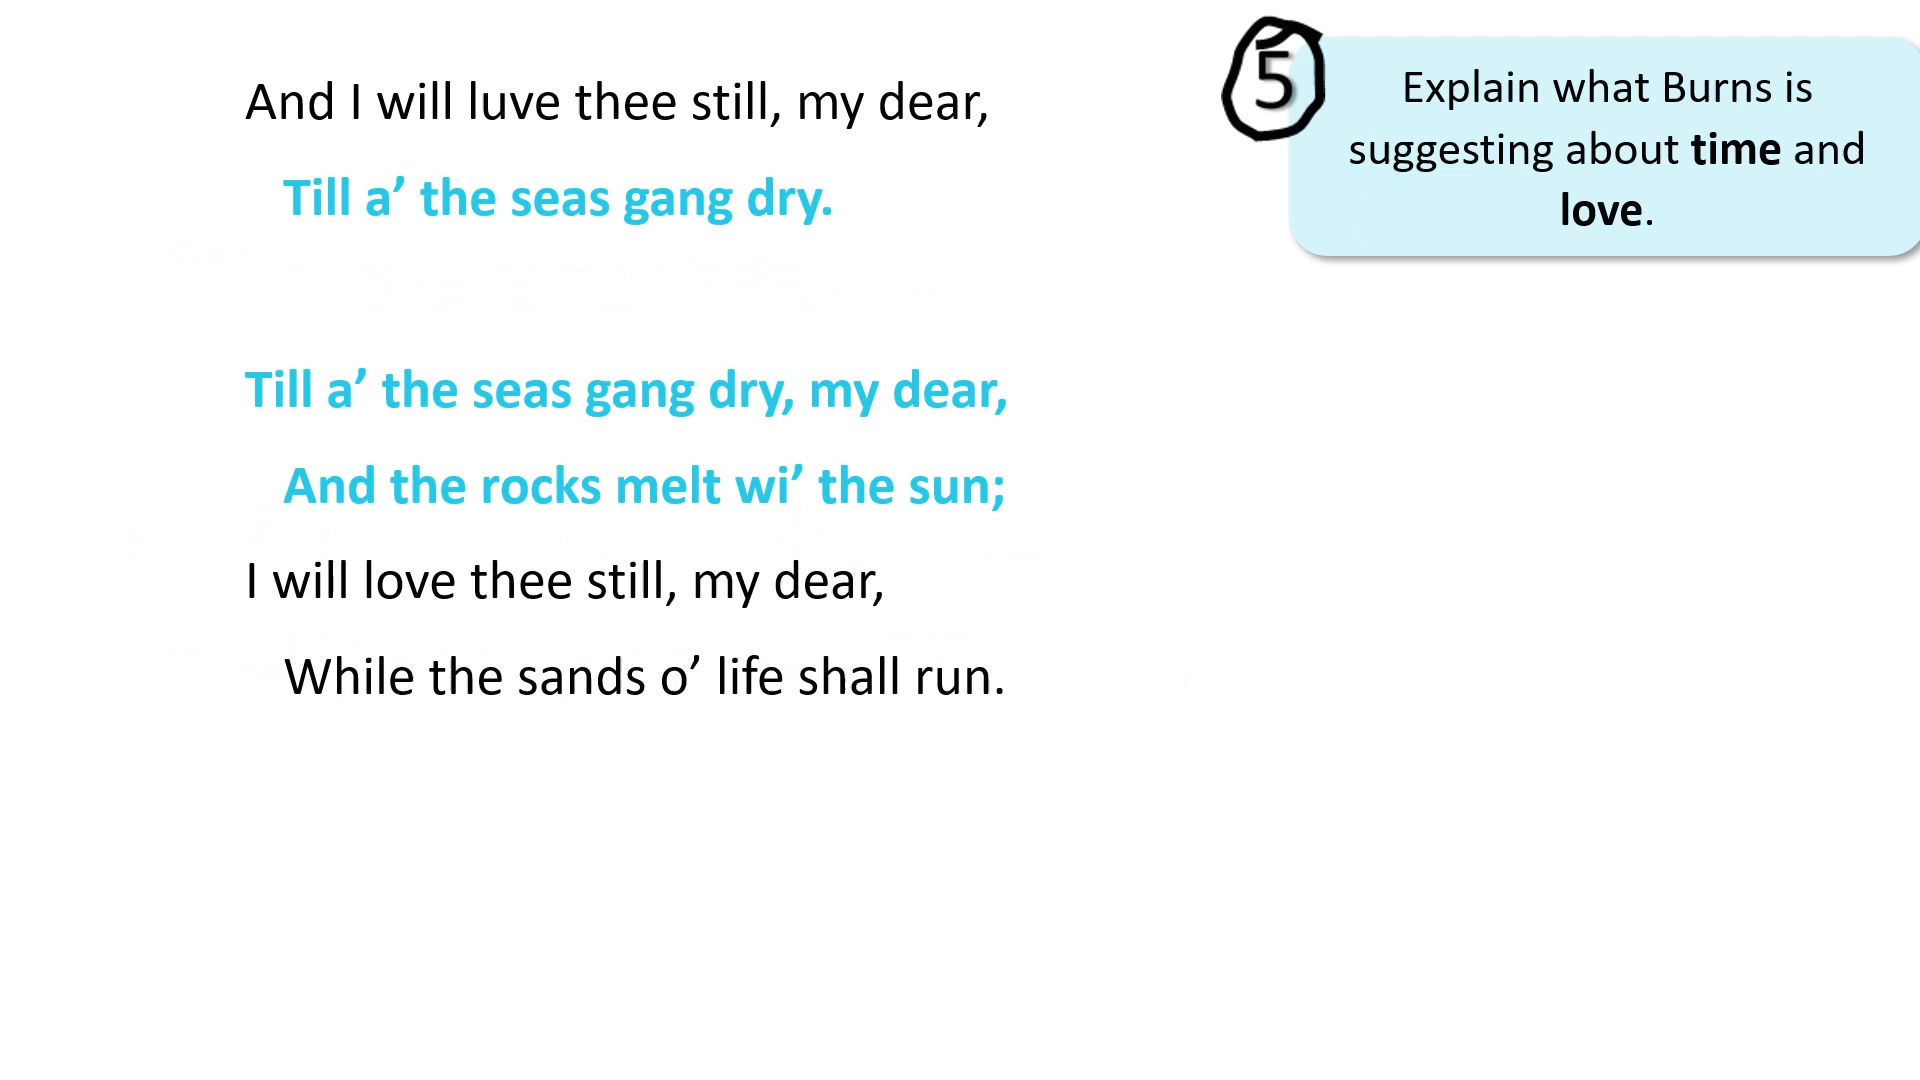 And I will luve thee still, my dear,
Till a’ the seas gang dry.
Till a’ the seas gang dry, my dear,
And the rocks melt wi’ the sun;
I will love thee still, my dear,
While the sands o’ life shall run.
5
Explain what Burns is
suggesting about time and
love.